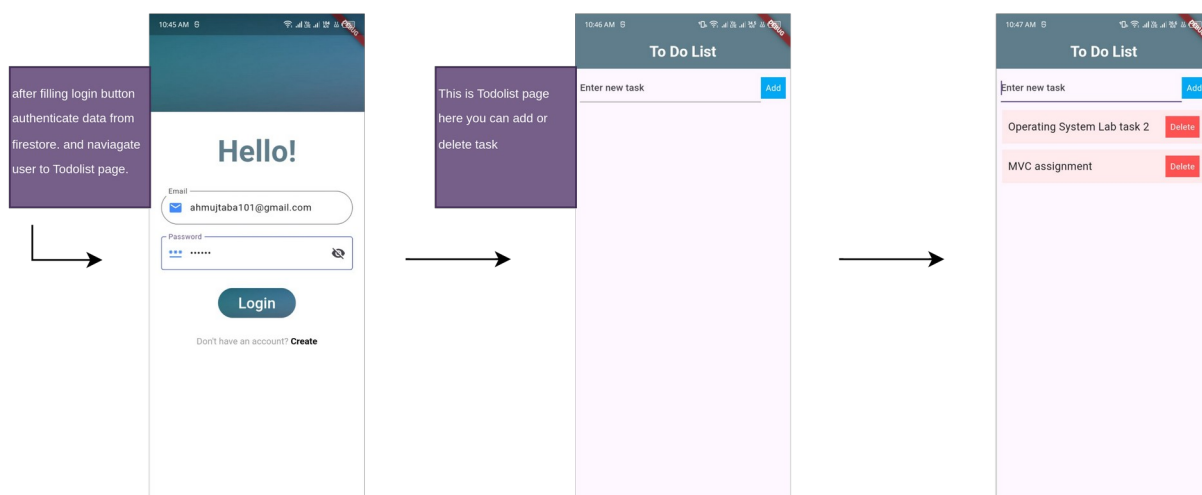 after filling login button
authenticate data from
firestore. and naviagate
user to Todolist page.
10:45 AM
Hello!
Email
ahmujtaba101@gmail.com
Password
Login
Don't have an account? Create
This is Todolist page
here you can add or
delete task
10:46 AM
To Do List
Enter new task
Add
10:47 AM
To Do List
Enter new task
Add
Operating System Lab task 2
Delete
MVC assignment
Delete